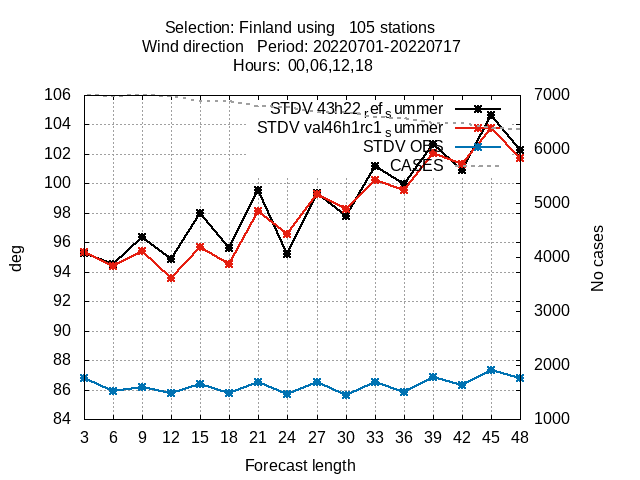 Selection: Finland using   105 stations
Wind direction   Period: 20220701-20220717
Hours:  00,06,12,18
106
104
102
100
98
96
94
92
90
88
86
84
deg
7000
6000
5000
4000
3000
2000
1000
No cases
STDV 43h22_ref_summer
STDV val46h1rc1_summer
STDV OBS
CASES
3 6 9 12 15 18 21 24 27 30 33 36 39 42 45 48
Forecast length